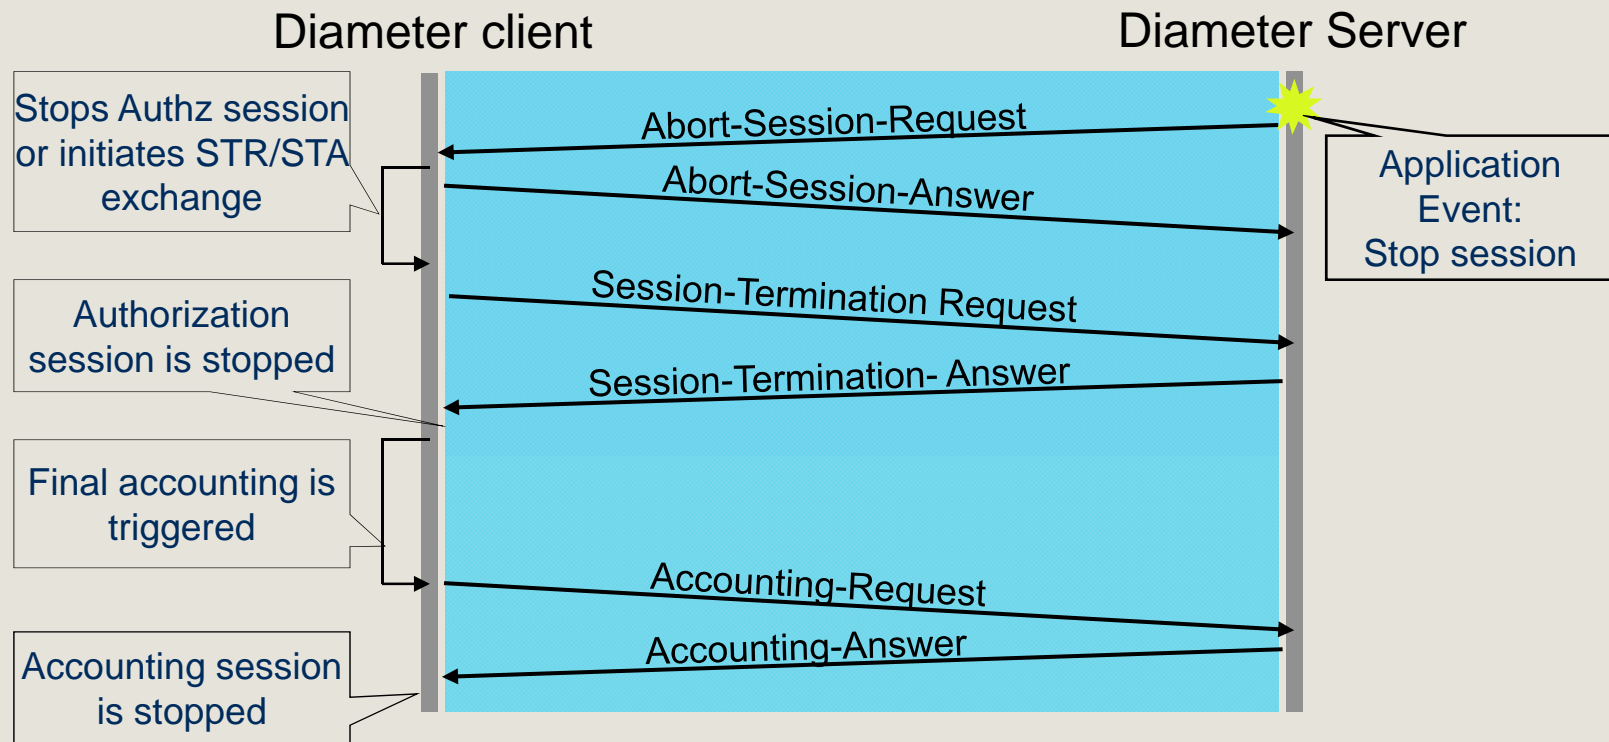 Diameter client
Diameter Server
Stops Authz session
or initiates STR/STA
exchange
Abort-Session-Request
Abort-Session-Answer
Application
Event:
Stop session
Session-Termination Request
Authorization
session is stopped
Session-Termination- Answer
Final accounting is
triggered
Accounting-Request
Accounting-Answer
Accounting session
is stopped